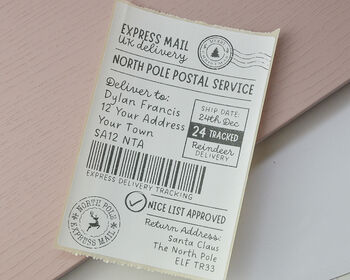 EXPRESS MAIL
UK delivery
NORTH POLE POSTAL SERVICE
Deliver to:
Dylan Francis
12 Your Address
Your Town
SA12 NTA
SHIP DATE:
24th Dec
24 TRACKED
Reindeer
DELIVERY
EXPRESS DELIVERY TRACKING
NORTH POLE
EXPRESS MAIL
NICE LIST APPROVED
Return Address:
Santa Claus
The North Pole
ELF TR33